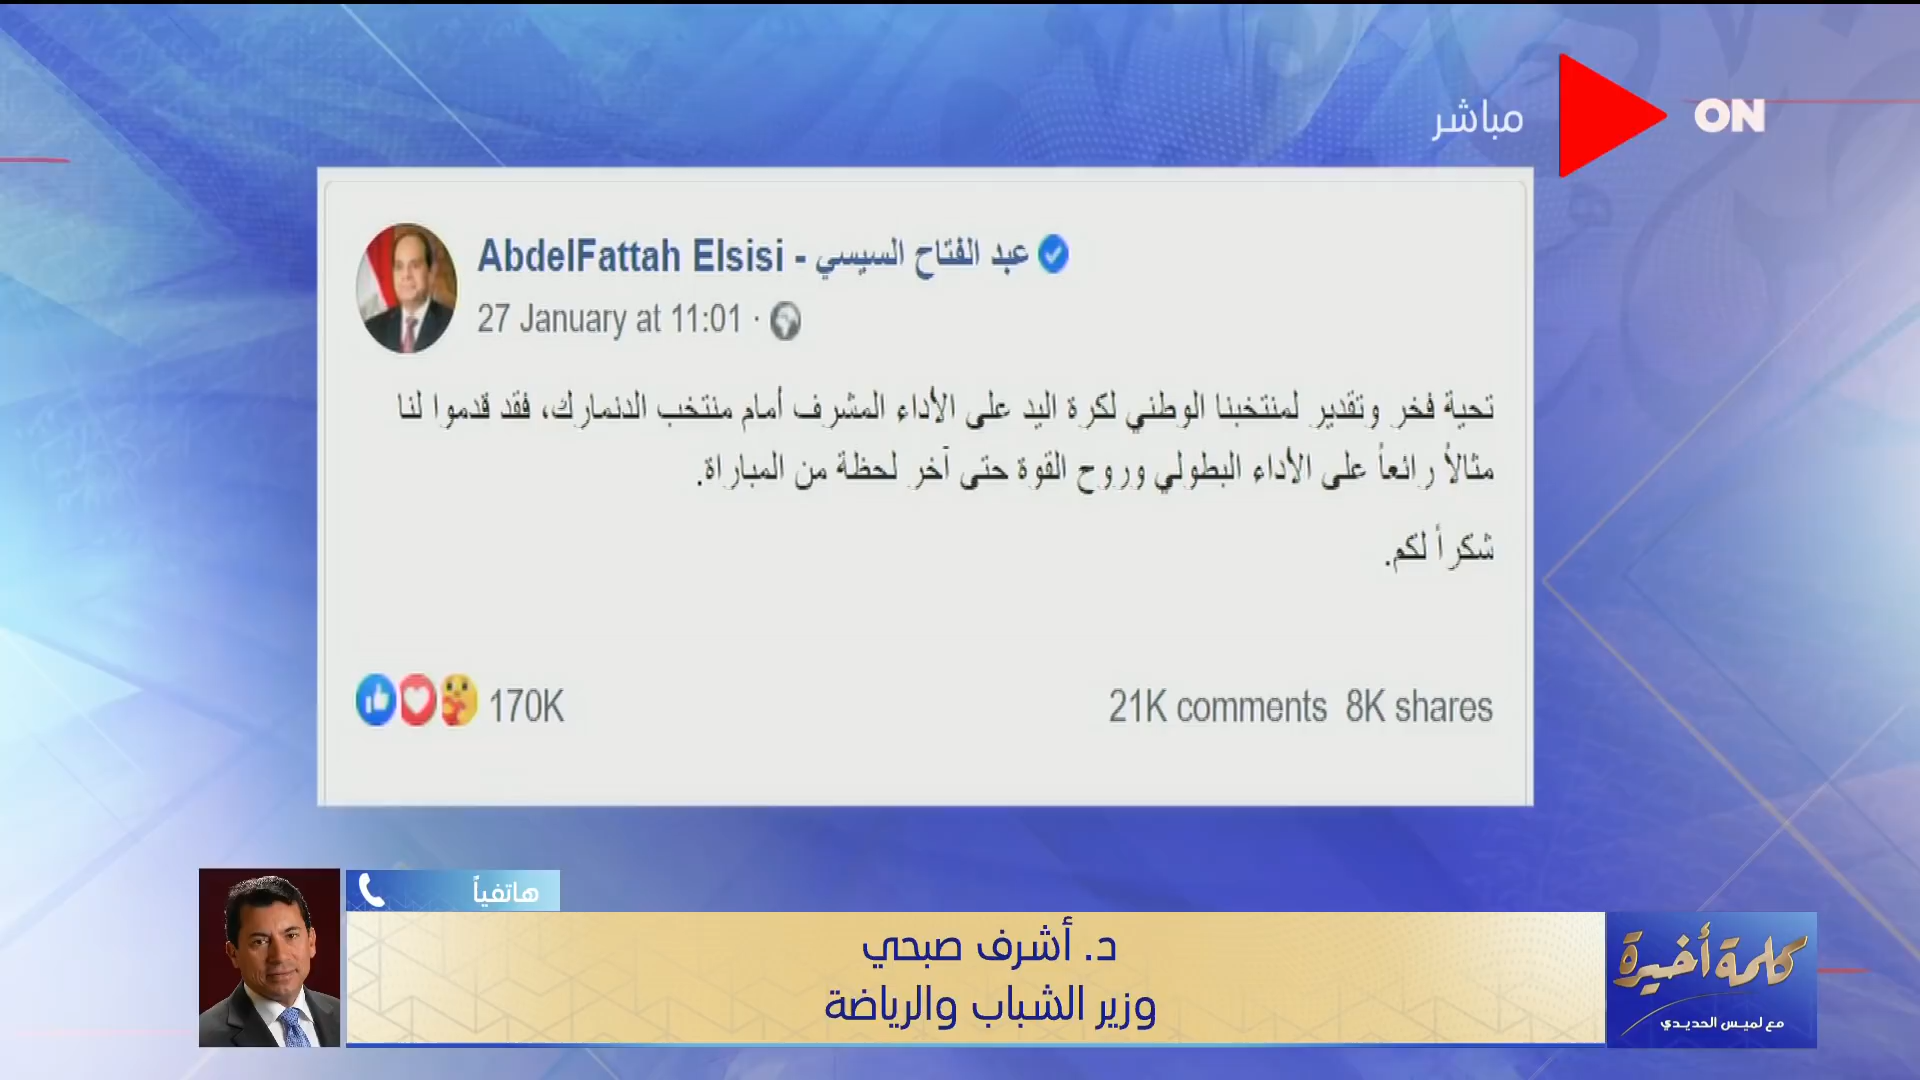 مباشر
ON
AbdelFattah Elsisi - عبد الفتاح السيسي
27 January at 11:01 ·
تحية فخر وتقدير لمنتخبنا الوطني لكرة اليد على الأداء المشرف أمام منتخب الدنمارك، فقد قدموا لنا
مثالاً رائعاً على الأداء البطولي وروح القوة حتى آخر لحظة من المباراة.
شكراً لكم.
170K
21K comments 8K shares
هاتفياً
د. أشرف صبحي
وزير الشباب والرياضة
كلمة أخيرة
مع لميس الحديدي